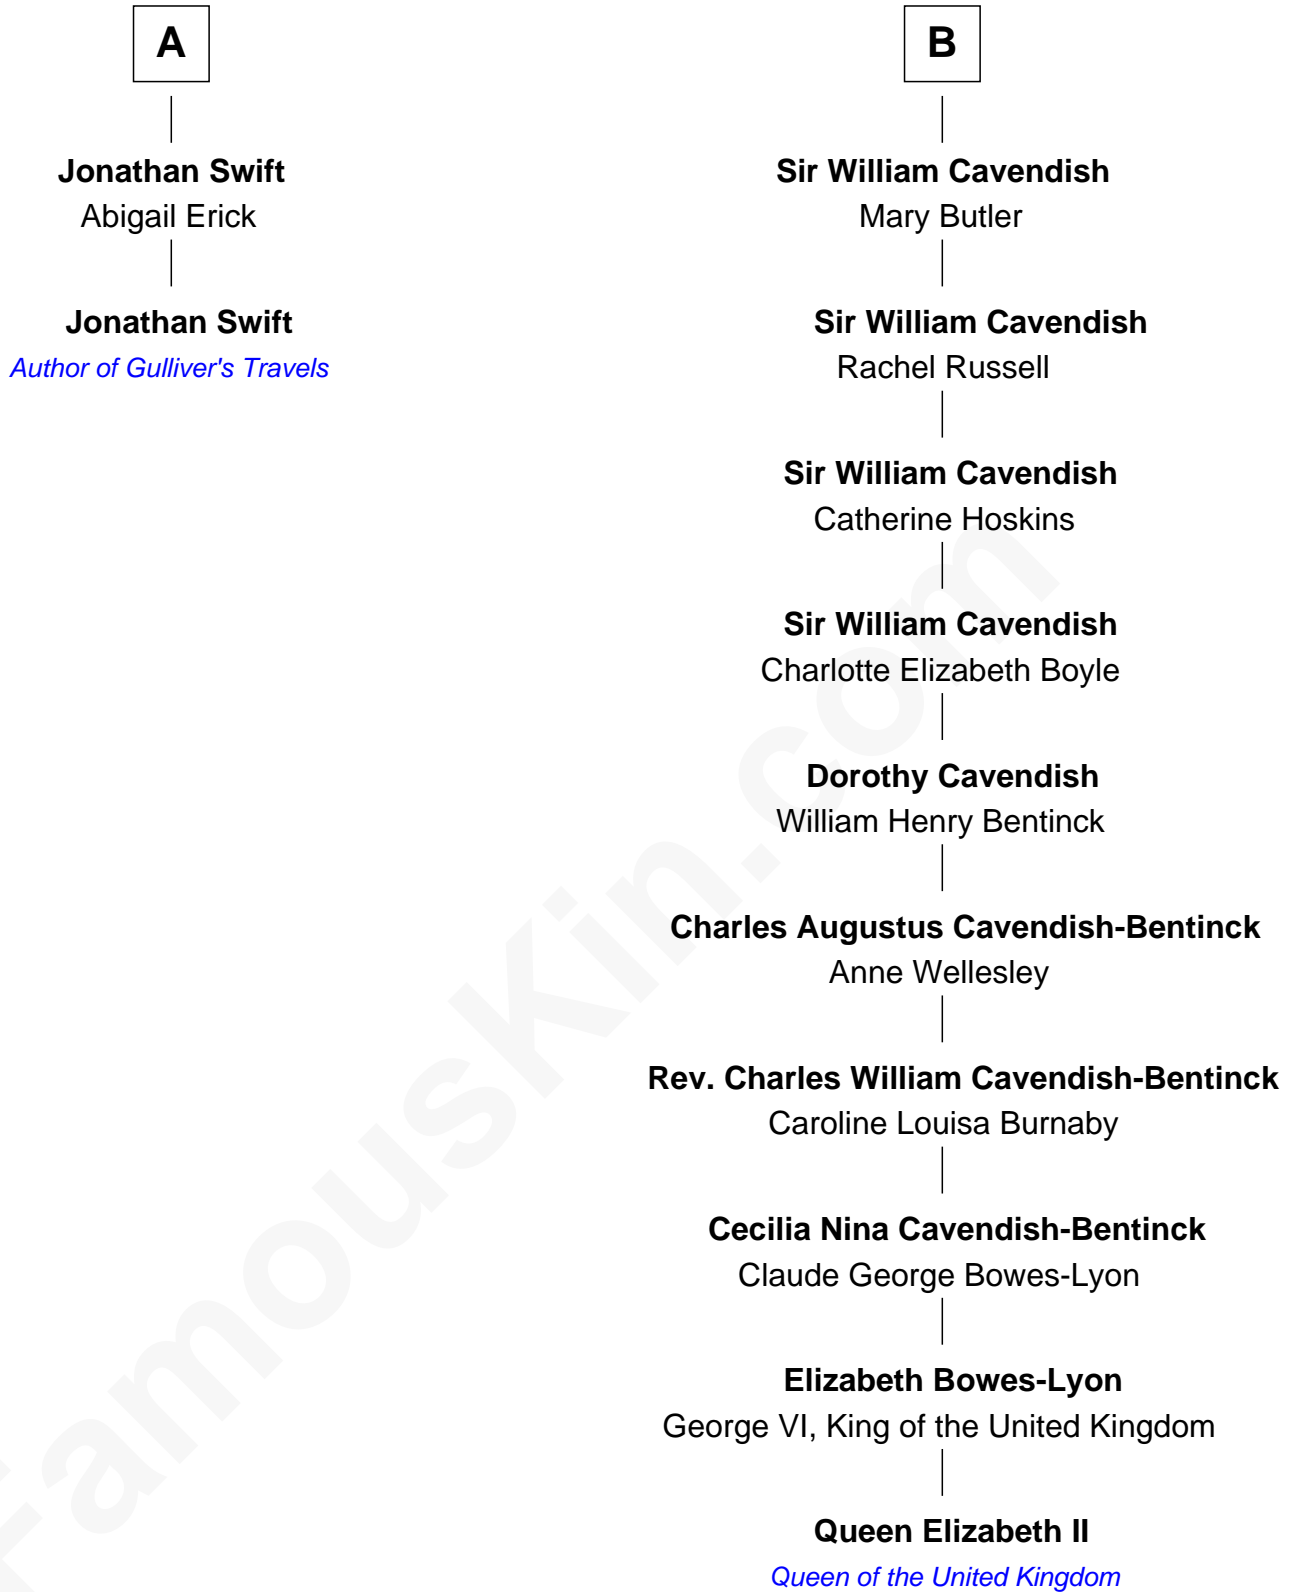 A
Jonathan Swift
Abigail Erick
Jonathan Swift
Author of Gulliver's Travels
B
Sir William Cavendish
Mary Butler
Sir William Cavendish
Rachel Russell
Sir William Cavendish
Catherine Hoskins
Sir William Cavendish
Charlotte Elizabeth Boyle
Dorothy Cavendish
William Henry Bentinck
Charles Augustus Cavendish-Bentinck
Anne Wellesley
Rev. Charles William Cavendish-Bentinck
Caroline Louisa Burnaby
Cecilia Nina Cavendish-Bentinck
Claude George Bowes-Lyon
Elizabeth Bowes-Lyon
George VI, King of the United Kingdom
Queen Elizabeth II
Queen of the United Kingdom
FamousKin.com